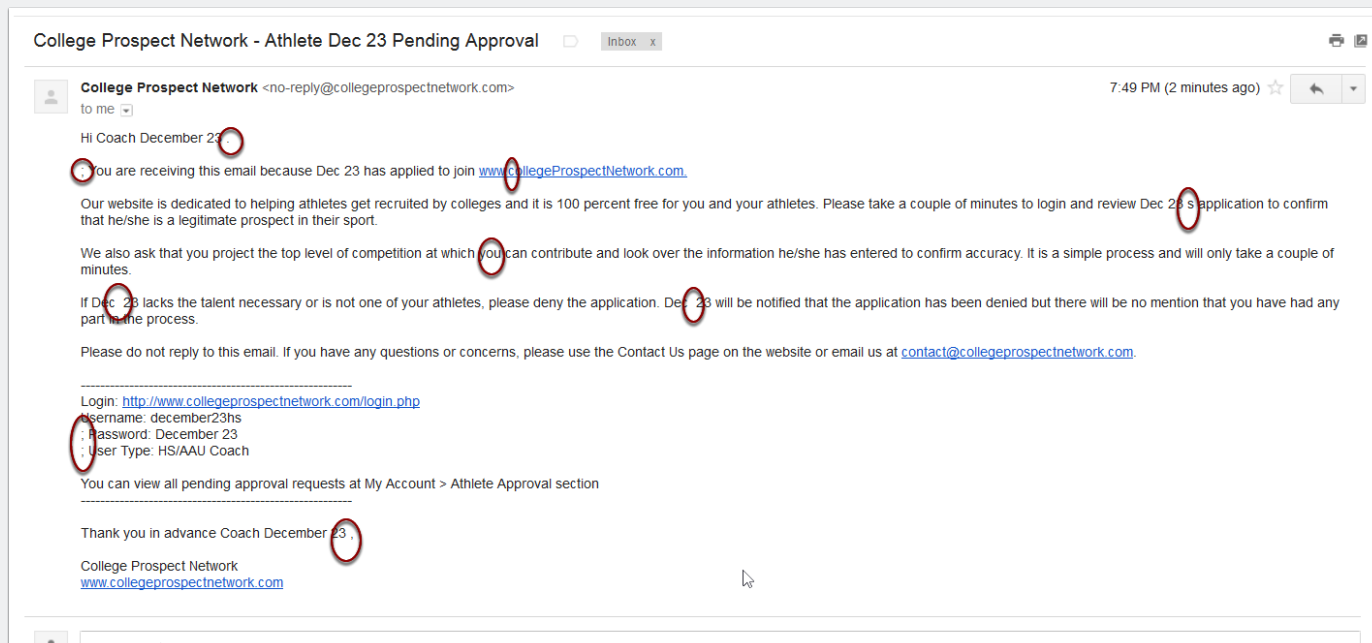 College Prospect Network - Athlete Dec 23 Pending Approval Inbox x
College Prospect Network <no-reply@collegeprospectnetwork.com> 7:49 PM (2 minutes ago)
to me
Hi Coach December 23 .
; You are receiving this email because Dec 23 has applied to join www.collegeProspectNetwork.com.
Our website is dedicated to helping athletes get recruited by colleges and it is 100 percent free for you and your athletes. Please take a couple of minutes to login and review Dec 23 s application to confirm
that he/she is a legitimate prospect in their sport.
We also ask that you project the top level of competition at which you can contribute and look over the information he/she has entered to confirm accuracy. It is a simple process and will only take a couple of
minutes.
If Dec  23 lacks the talent necessary or is not one of your athletes, please deny the application. Dec  23 will be notified that the application has been denied but there will be no mention that you have had any
part in the process.
Please do not reply to this email. If you have any questions or concerns, please use the Contact Us page on the website or email us at contact@collegeprospectnetwork.com.
--------------------------------------------------------
Login: http://www.collegeprospectnetwork.com/login.php
Username: december23hs
; Password: December 23
; User Type: HS/AAU Coach
You can view all pending approval requests at My Account > Athlete Approval section
--------------------------------------------------------
Thank you in advance Coach December 23 ,
College Prospect Network
www.collegeprospectnetwork.com